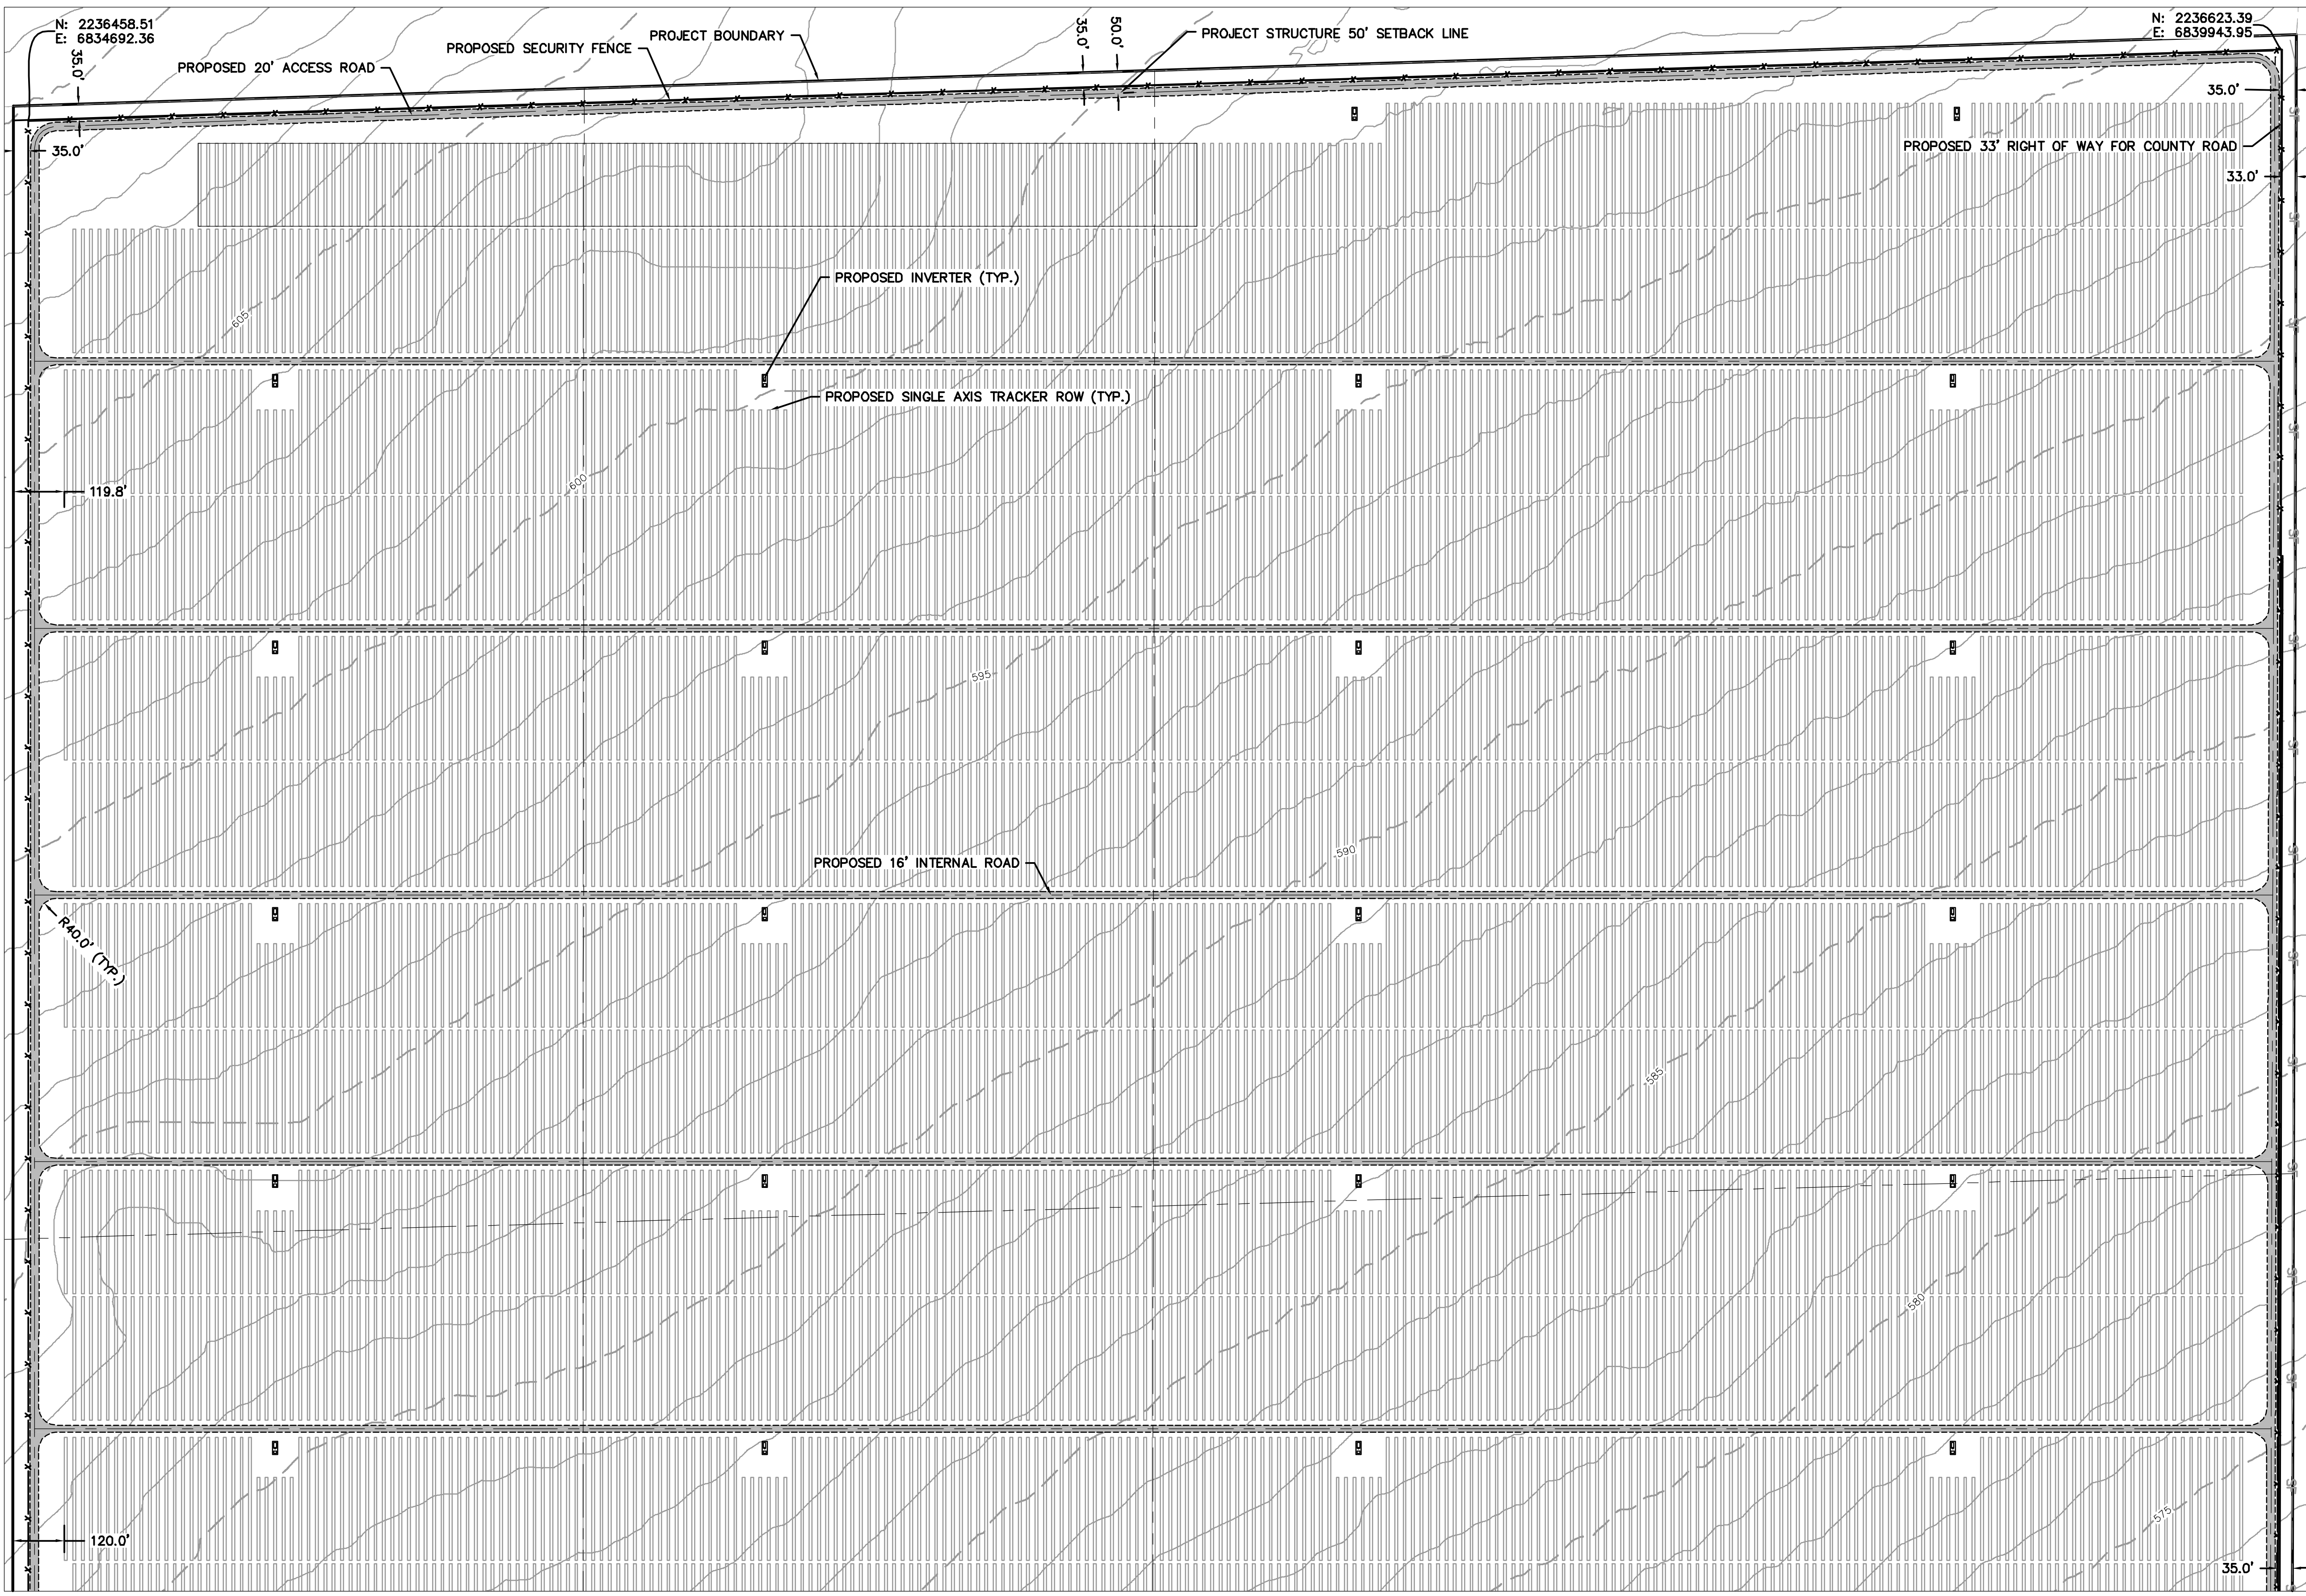 N: 2236458.51
E: 6834692.36
35.0'
PROPOSED 20' ACCESS ROAD
PROPOSED SECURITY FENCE
PROJECT BOUNDARY
35.0'
50.0'
PROJECT STRUCTURE 50' SETBACK LINE
N: 2236623.39
E: 6839943.95
35.0'
35.0'
PROPOSED 33' RIGHT OF WAY FOR COUNTY ROAD
33.0'
PROPOSED INVERTER (TYP.)
605
PROPOSED SINGLE AXIS TRACKER ROW (TYP.)
600
119.8'
595
590
PROPOSED 16' INTERNAL ROAD
R40.0' (TYP.)
585
580
575
120.0'
35.0'